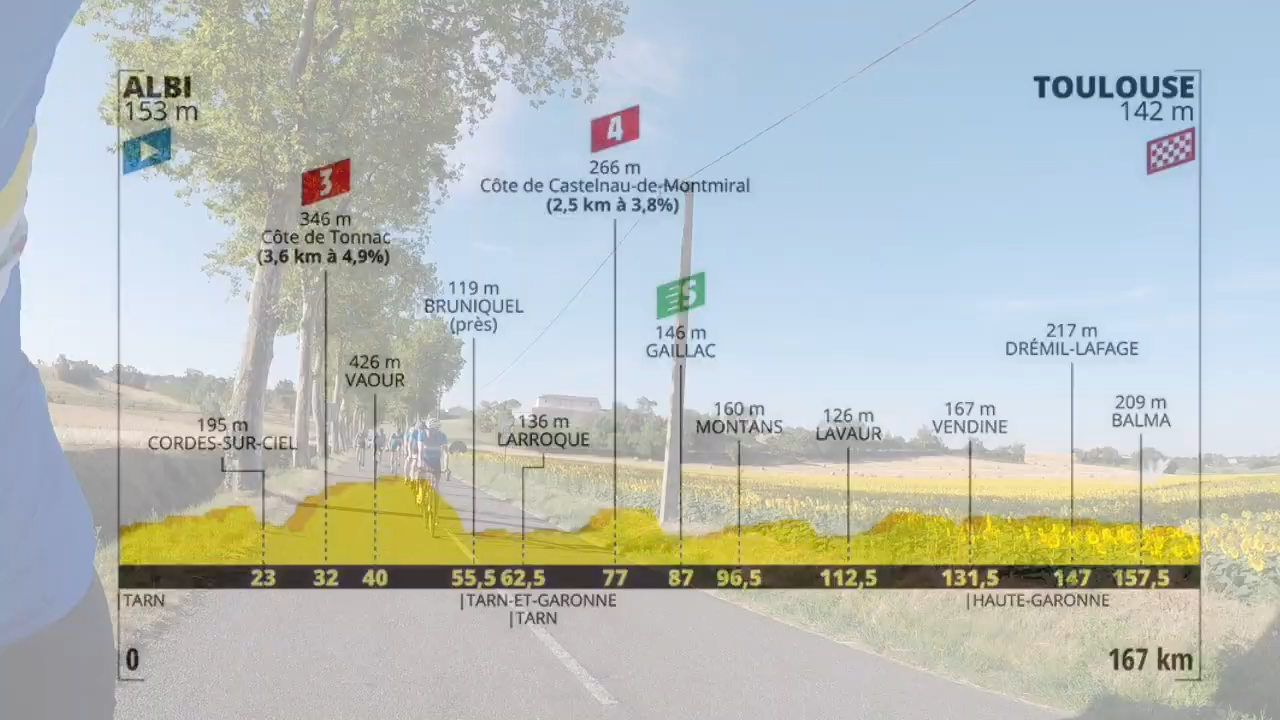 ALBI
153 m
TOULOUSE
142 m
4
266 m
Côte de Castelnau-de-Montmiral
(2,5 km à 3,8%)
3
346 m
Côte de Tonnac
(3,6 km à 4,9%)
119 m
BRUNIQUEL
(près)
S
146 m
GAILLAC
217 m
DRÉMIL-LAFAGE
426 m
VAOUR
195 m
CORDES-SUR-CIEL
136 m
LARROQUE
160 m
MONTANS
126 m
LAVAUR
167 m
VENDINE
209 m
BALMA
23 32 40 55,5 62,5 77 87 96,5 112,5 131,5 147 157,5
|TARN |TARN-ET-GARONNE |HAUTE-GARONNE
|TARN
0 167 km